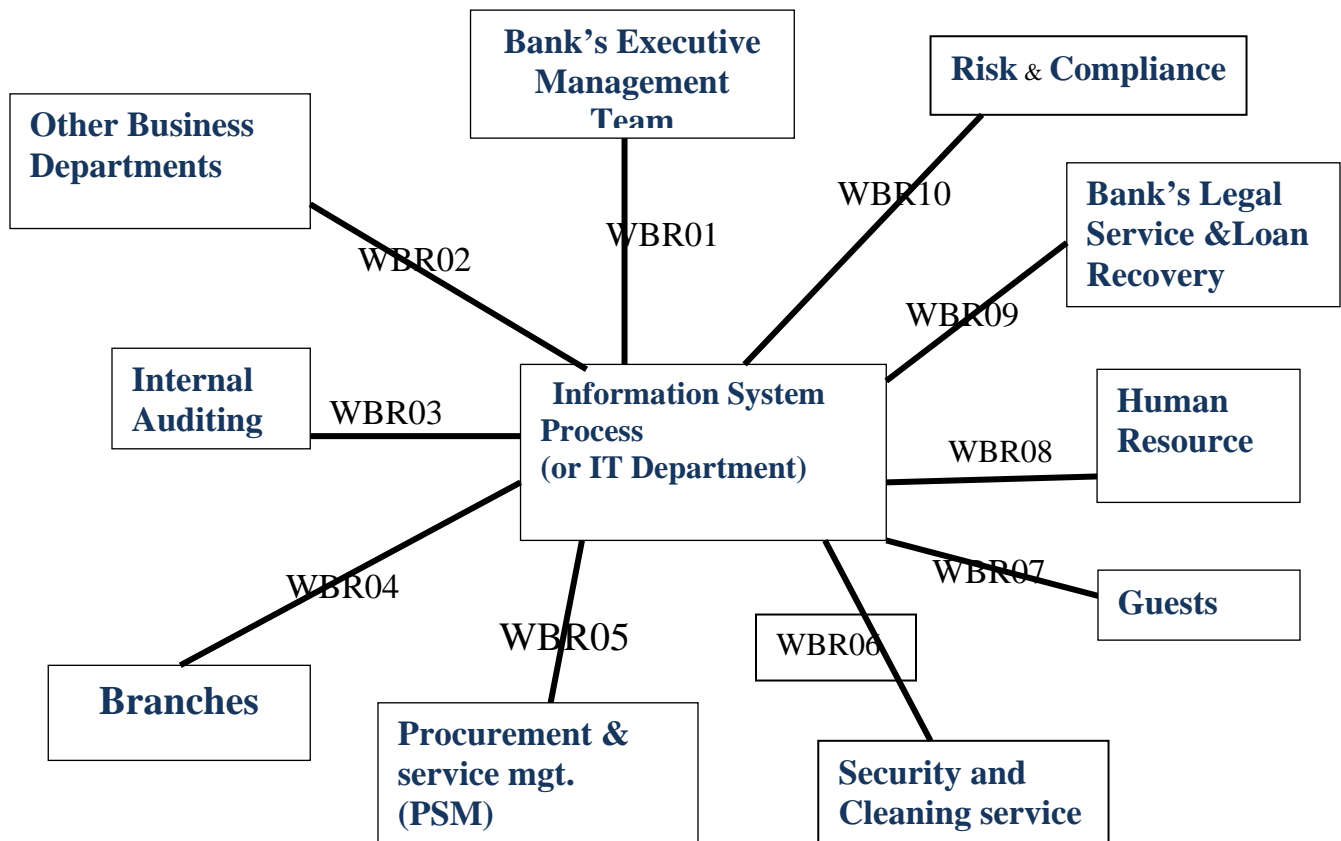 Bank’s Executive
Management
Team
Risk & Compliance
Other Business
Departments
Bank’s Legal
Service &Loan
Recovery
WBR10
WBR01
WBR02
WBR09
Internal
Auditing
WBR03
Information System
Process
(or IT Department)
Human
Resource
WBR08
WBR04
WBR07
Guests
WBR05
WBR06
Branches
Procurement &
service mgt.
(PSM)
Security and
Cleaning service